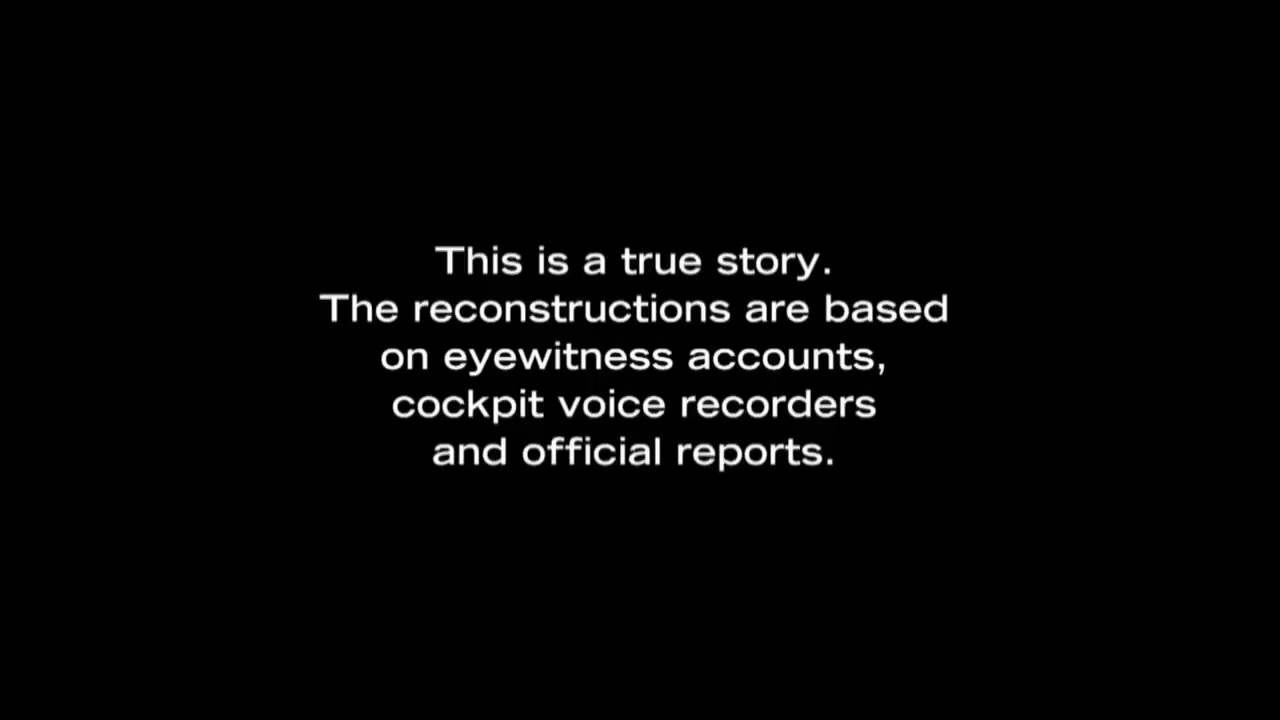 This is a true story.
The reconstructions are based
on eyewitness accounts,
cockpit voice recorders
and official reports.